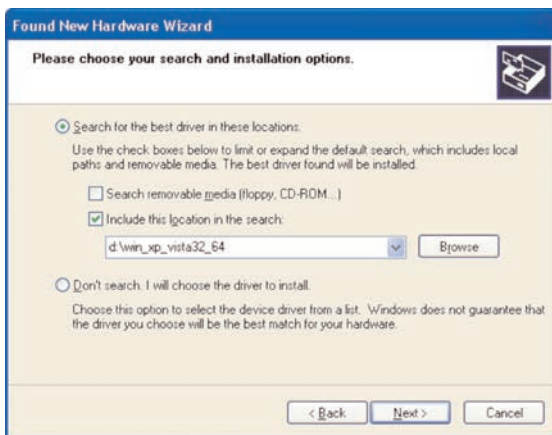 Found New Hardware Wizard
Please choose your search and installation options.
Search for the best driver in these locations.
Use the check boxes below to limit or expand the default search, which includes local
paths and removable media. The best driver found will be installed.
Search removable media (floppy, CD-ROM...)
Include this location in the search:
d:\win_xp_vista32_64
Browse
Don't search. I will choose the driver to install.
Choose this option to select the device driver from a list. Windows does not guarantee that
the driver you choose will be the best match for your hardware.
< Back
Next >
Cancel